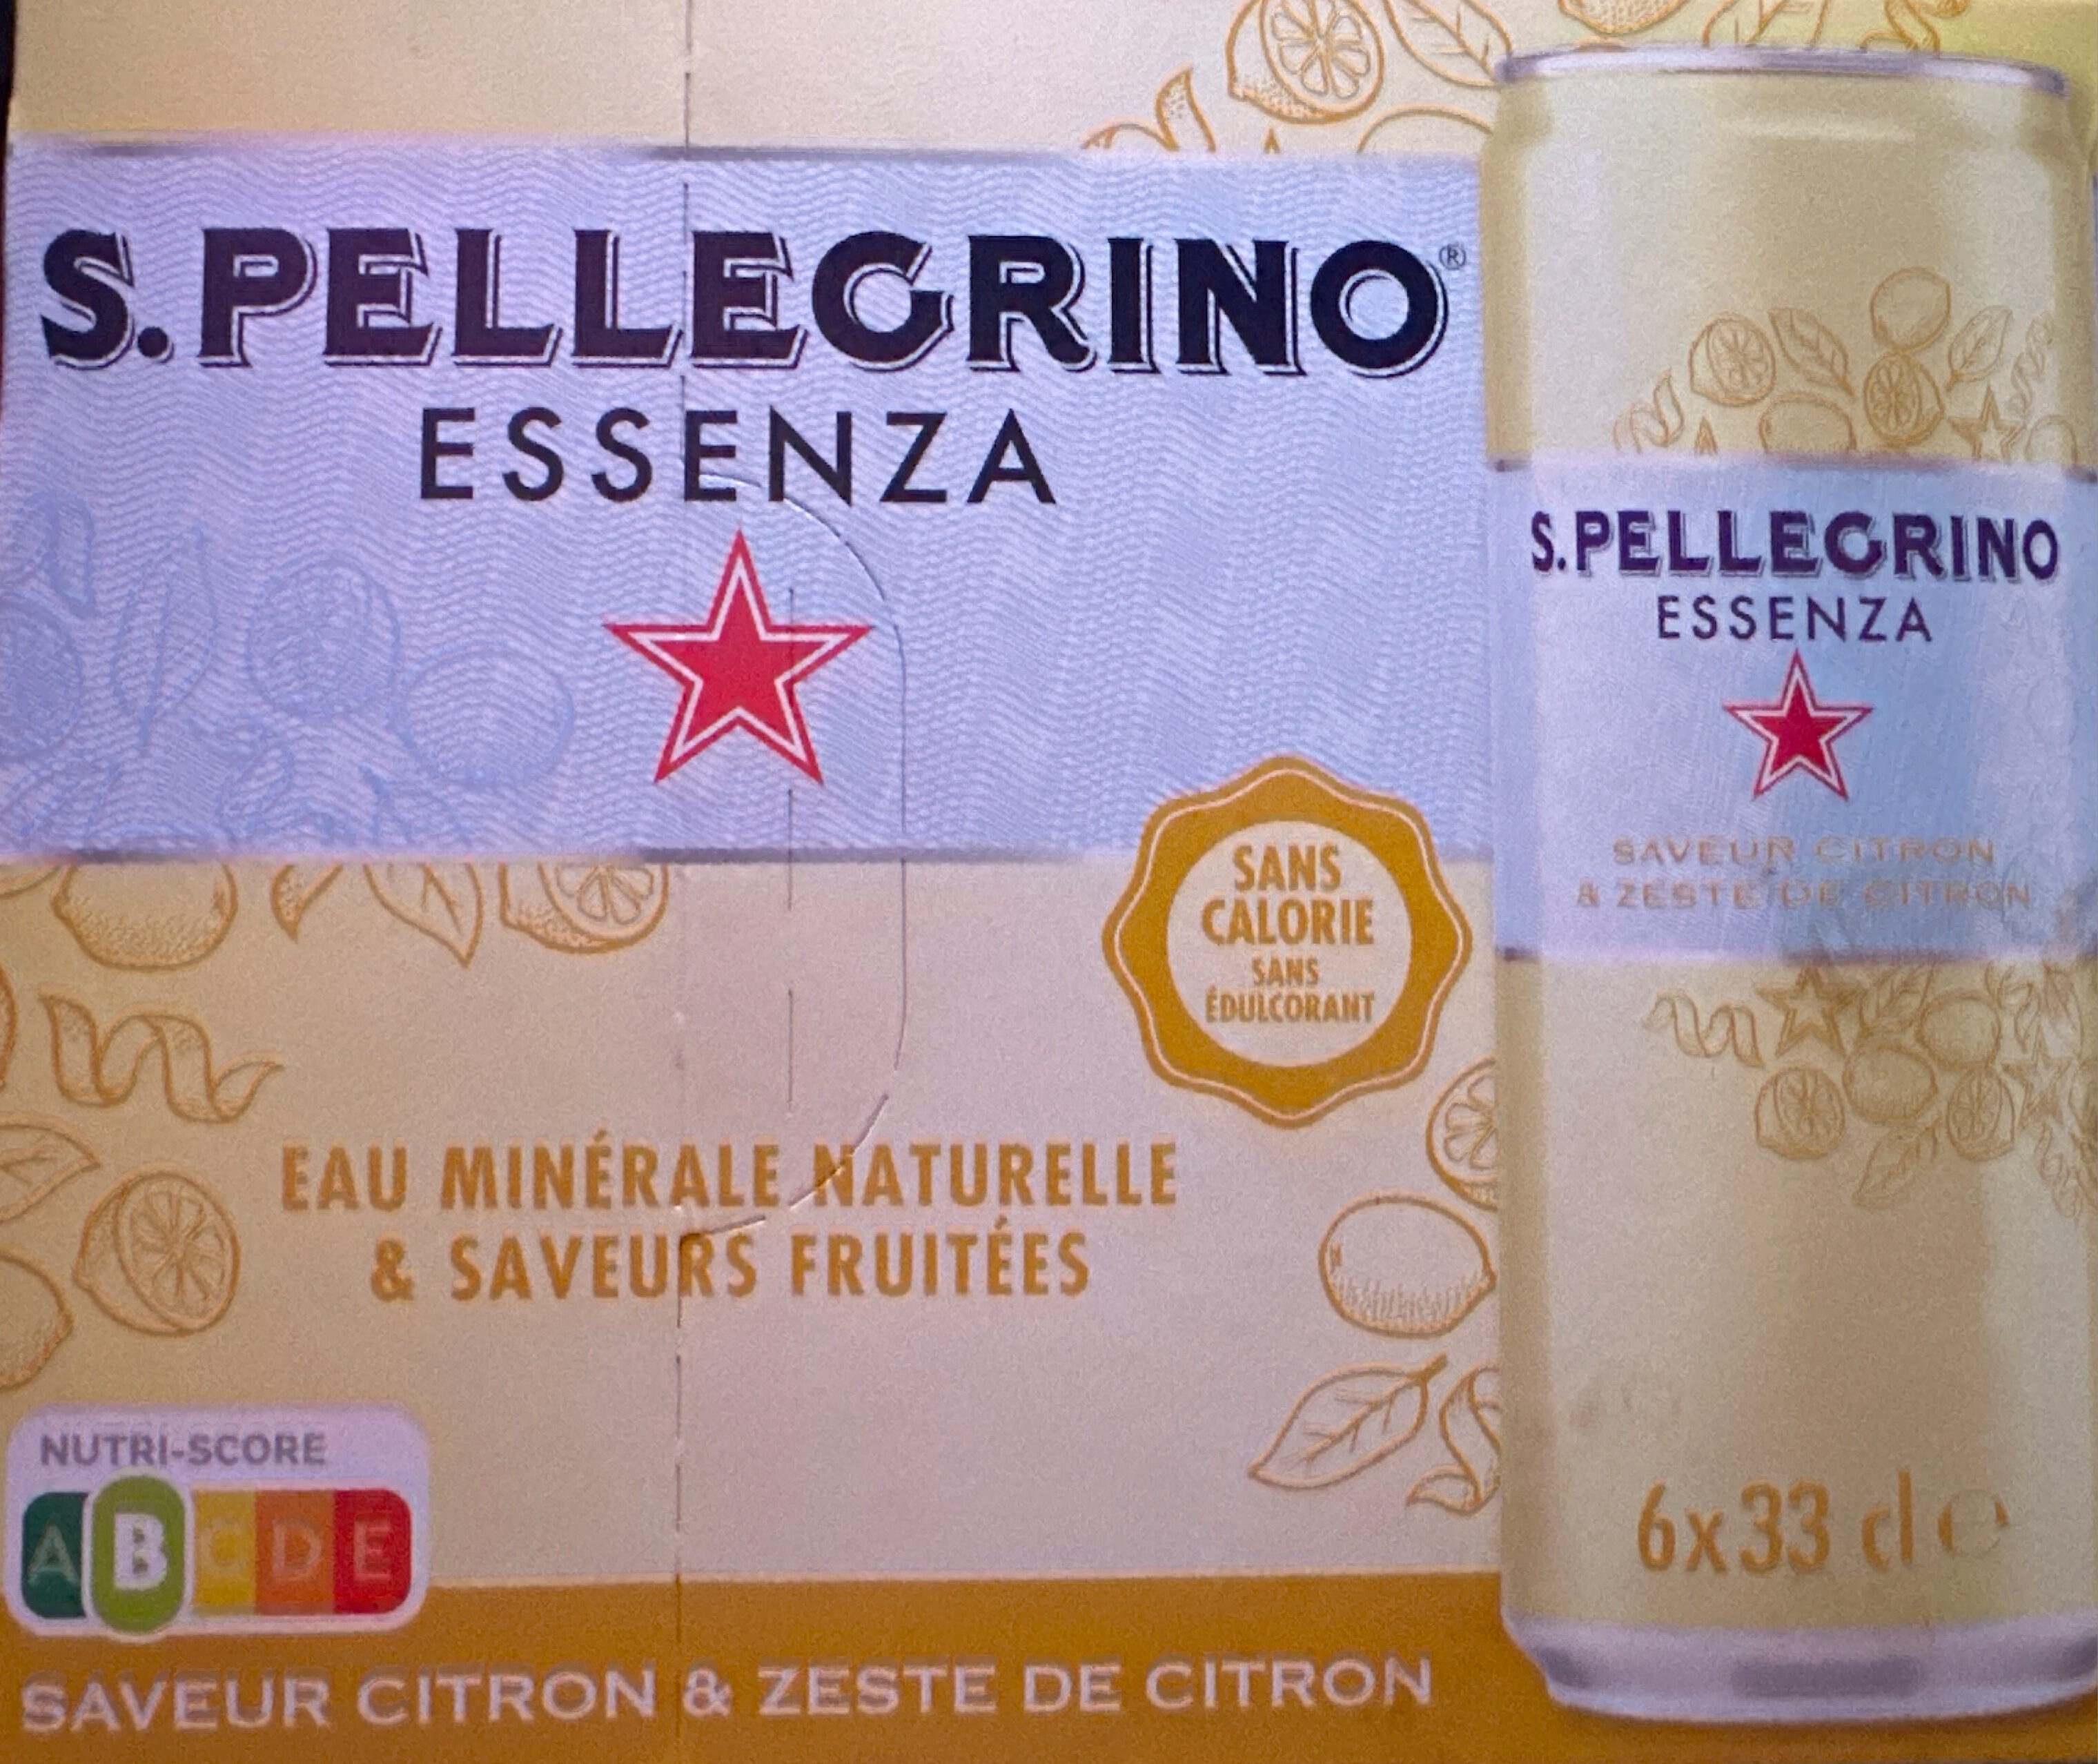 S.PELLEGRINO®
ESSENZA
SANS
CALORIE
SANS
ÉDULCORANT
EAU MINÉRALE NATURELLE
& SAVEURS FRUITÉES
NUTRI-SCORE
A B C D E
SAVEUR CITRON & ZESTE DE CITRON
S.PELLEGRINO
ESSENZA
SAVEUR CITRON
& ZESTE DE CITRON
6x33 cl e